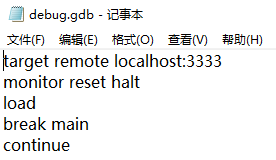 debug.gdb - 记事本
文件(F) 编辑(E) 格式(O) 查看(V) 帮助(H)
target remote localhost:3333
monitor reset halt
load
break main
continue